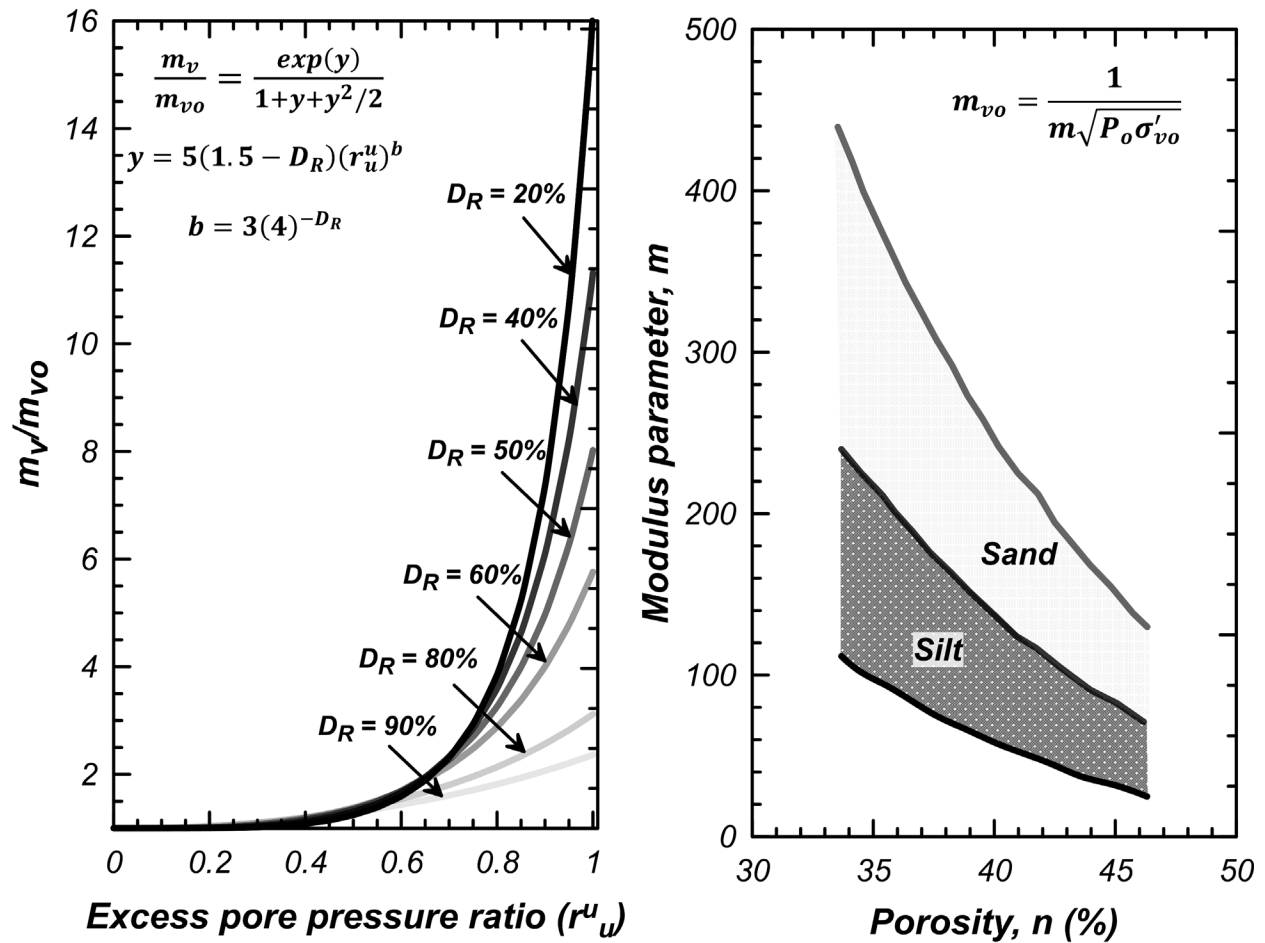 16
14
12
10
8
6
4
2
m_v/m_vo
m_v/m_vo = exp(y)/(1+y+y²/2)
y = 5(1.5 − D_R)(r_u^u)^b
b = 3(4)^−D_R
D_R = 20%
D_R = 40%
D_R = 50%
D_R = 60%
D_R = 80%
D_R = 90%
0 0.2 0.4 0.6 0.8 1
Excess pore pressure ratio (r^u_u)
500
400
300
200
100
0
Modulus parameter, m
m_vo = 1/(m√(P_oσ′_vo))
Sand
Silt
30 35 40 45 50
Porosity, n (%)